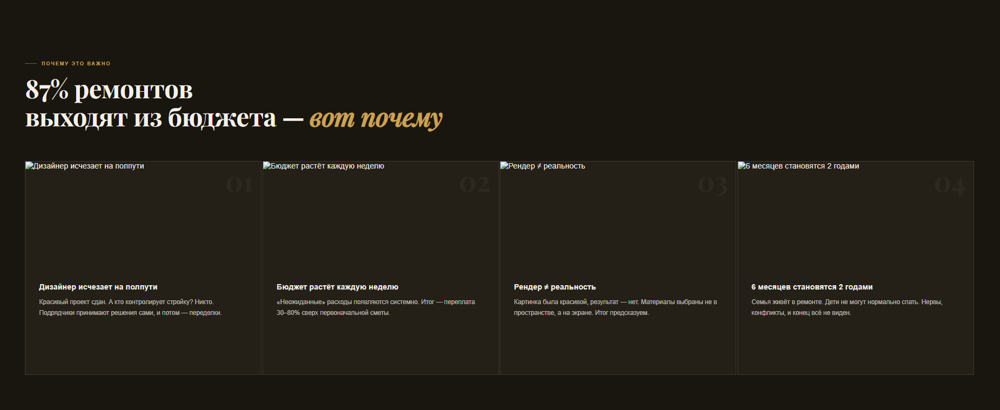 ПОЧЕМУ ЭТО ВАЖНО
87% ремонтов
выходят из бюджета — вот почему
Дизайнер исчезает на полпути
01
Дизайнер исчезает на полпути
Красивый проект сдан. А кто контролирует стройку? Никто.
Подрядчики принимают решения сами, и потом — переделки.
Бюджет растёт каждую неделю
02
Бюджет растёт каждую неделю
«Неожиданные» расходы появляются системно. Итог — переплата
30–80% сверх первоначальной сметы.
Рендер ≠ реальность
03
Рендер ≠ реальность
Картинка была красивой, результат — нет. Материалы выбраны не в
пространстве, а на экране. Итог предсказуем.
6 месяцев становятся 2 годами
04
6 месяцев становятся 2 годами
Семья живёт в ремонте. Дети не могут нормально спать. Нервы,
конфликты, и конец всё не виден.